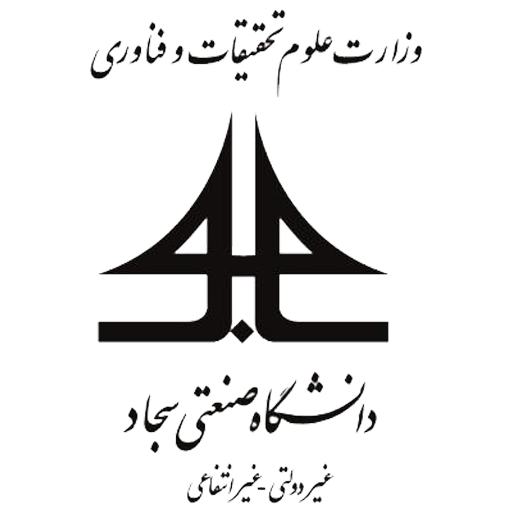 وزارت علوم تحقیقات و فناوری
دانشگاه صنعتی سجاد
غیردولتی - غیرانتفاعی